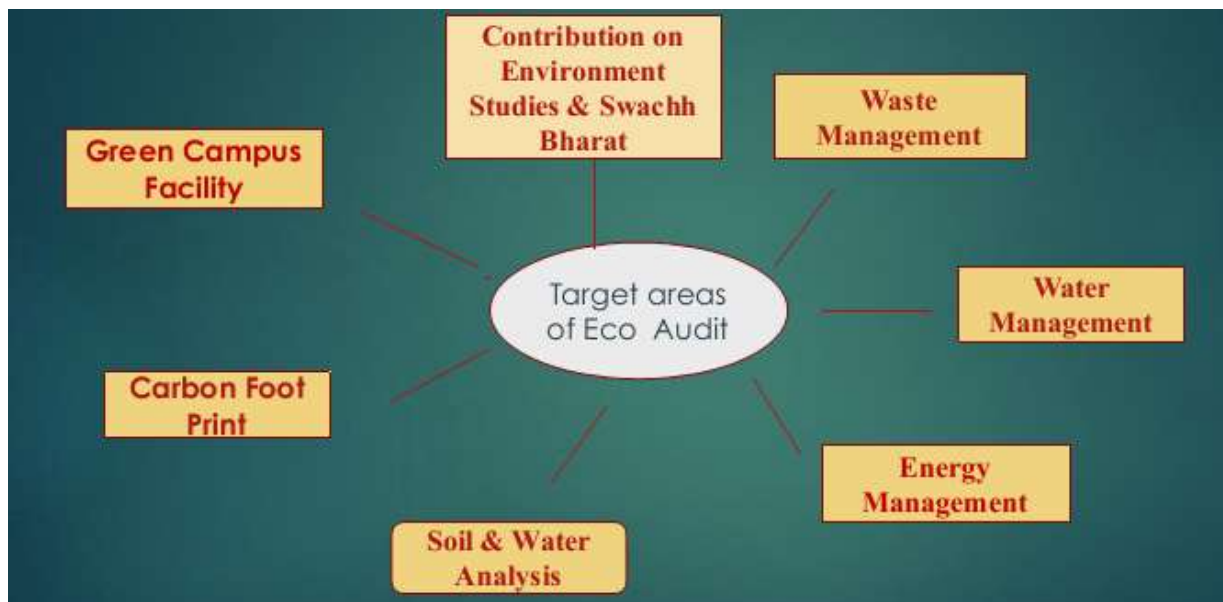 Contribution on
Environment
Studies & Swachh
Bharat
Waste
Management
Green Campus
Facility
Water
Management
Target areas
of Eco Audit
Carbon Foot
Print
Energy
Management
Soil & Water
Analysis